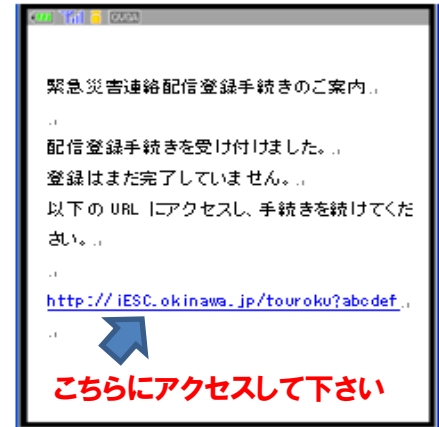 緊急災害連絡配信登録手続きのご案内
配信登録手続きを受け付けました。
登録はまだ完了していません。
以下の URL にアクセスし、手続きを続けてくだ
さい。
http://iESC.okinawa.jp/touroku?abcdef
こちらにアクセスして下さい